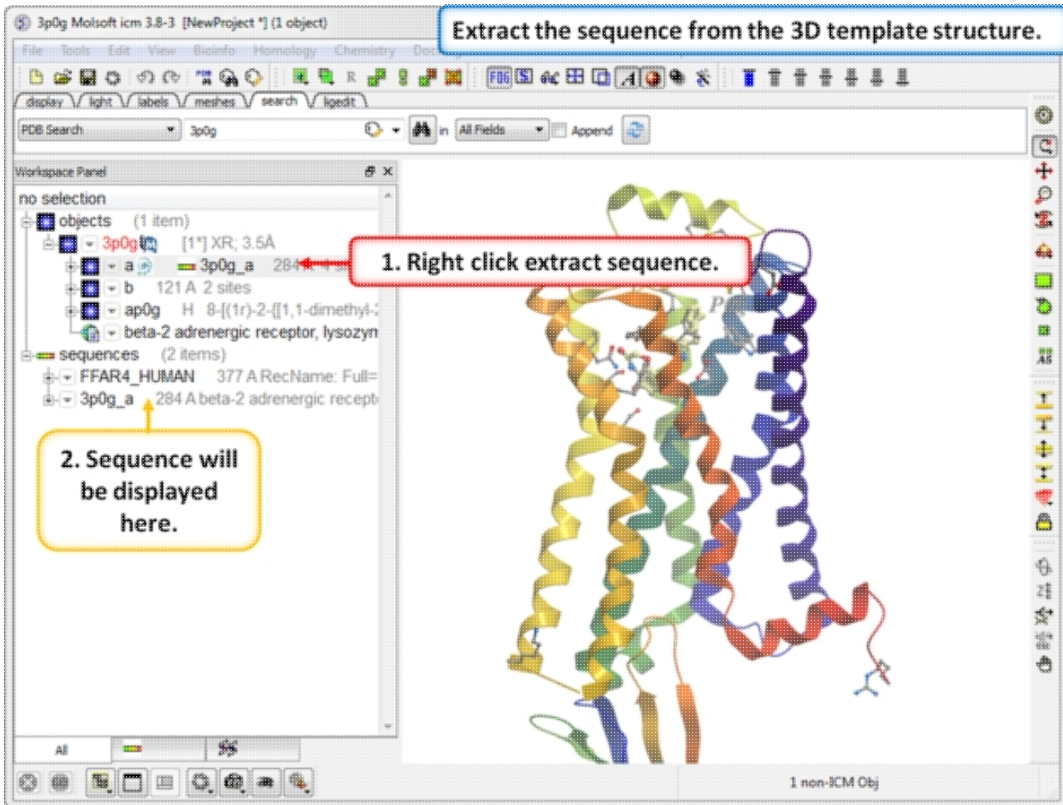 3p0g Molsoft icm 3.8-3 [NewProject *] (1 object)
Extract the sequence from the 3D template structure.
File Tools Edit View Bioinfo Homology Chemistry
display light labels meshes search ligedit
PDB Search 3p0g in All Fields Append
Workspace Panel
no selection
objects (1 item)
3p0g [1*] XR; 3.5Å
a 3p0g_a
1. Right click extract sequence.
b 121 A 2 sites
ap0g H 8-[(1r)-2-{[1,1-dimethyl-2
beta-2 adrenergic receptor, lysozym
sequences (2 items)
FFAR4_HUMAN 377 A RecName: Full=
3p0g_a 284 A beta-2 adrenergic recept
2. Sequence will
be displayed
here.
All
1 non-ICM Obj